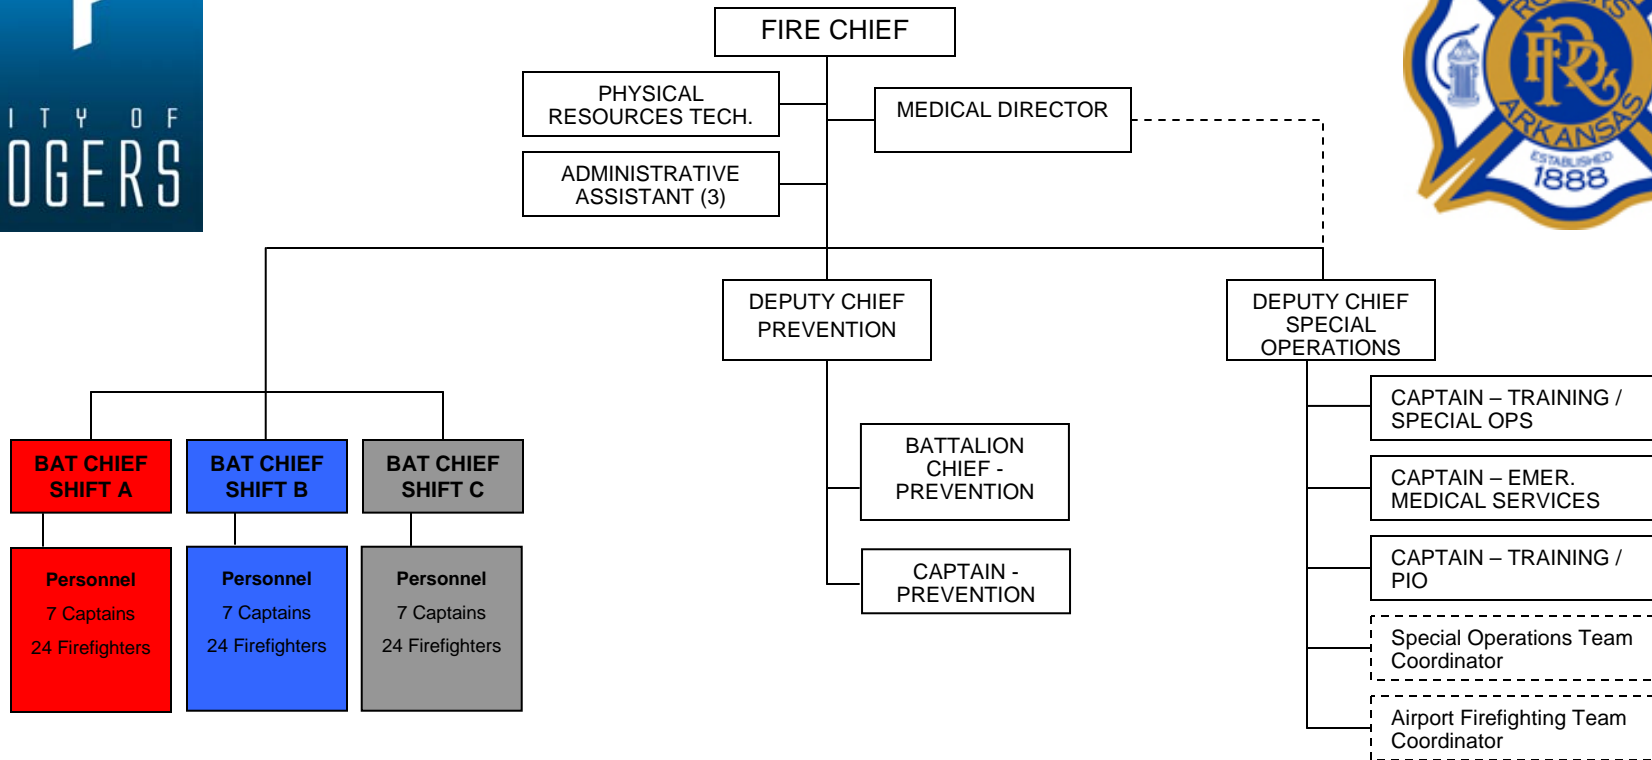 FIRE CHIEF
PHYSICAL
RESOURCES TECH.
MEDICAL DIRECTOR
ADMINISTRATIVE
ASSISTANT (3)
ITY OF
OGERS
ROGERS
FRD
ARKANSAS
ESTABLISHED
1888
DEPUTY CHIEF
PREVENTION
DEPUTY CHIEF
SPECIAL
OPERATIONS
BAT CHIEF
SHIFT A
BAT CHIEF
SHIFT B
BAT CHIEF
SHIFT C
Personnel
7 Captains
24 Firefighters
Personnel
7 Captains
24 Firefighters
Personnel
7 Captains
24 Firefighters
BATTALION
CHIEF -
PREVENTION
CAPTAIN -
PREVENTION
CAPTAIN – TRAINING /
SPECIAL OPS
CAPTAIN – EMER.
MEDICAL SERVICES
CAPTAIN – TRAINING /
PIO
Special Operations Team
Coordinator
Airport Firefighting Team
Coordinator